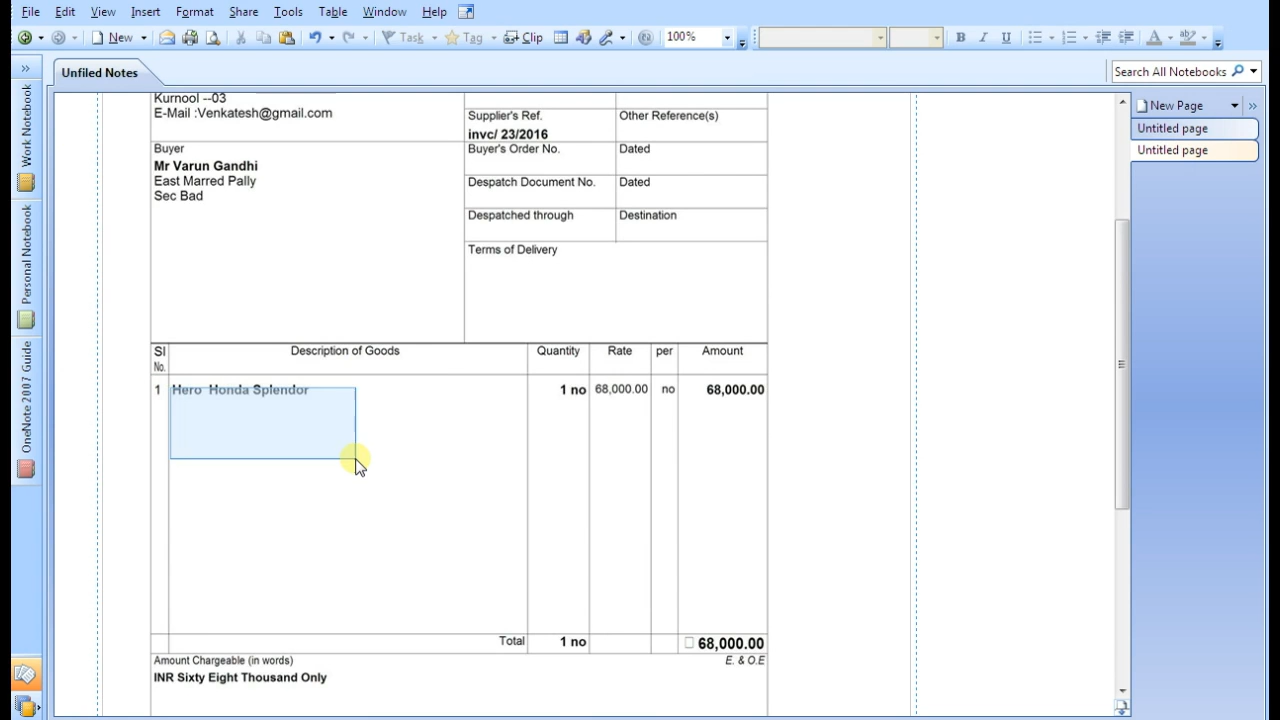 File Edit View Insert Format Share Tools Table Window Help
New Task Tag Clip 100% B I U A ab
Unfiled Notes
Search All Notebooks
New Page
Untitled page
Untitled page
Work Notebook
Personal Notebook
OneNote 2007 Guide
Kurnool --03
E-Mail :Venkatesh@gmail.com
Supplier's Ref. Other Reference(s)
invc/ 23/2016
Buyer Buyer's Order No. Dated
Mr Varun Gandhi
East Marred Pally
Sec Bad
Despatch Document No. Dated
Despatched through Destination
Terms of Delivery
Sl Description of Goods Quantity Rate per Amount
No.
1 Hero Honda Splendor 1 no 68,000.00 no 68,000.00
Total 1 no 68,000.00
Amount Chargeable (in words) E. & O.E
INR Sixty Eight Thousand Only